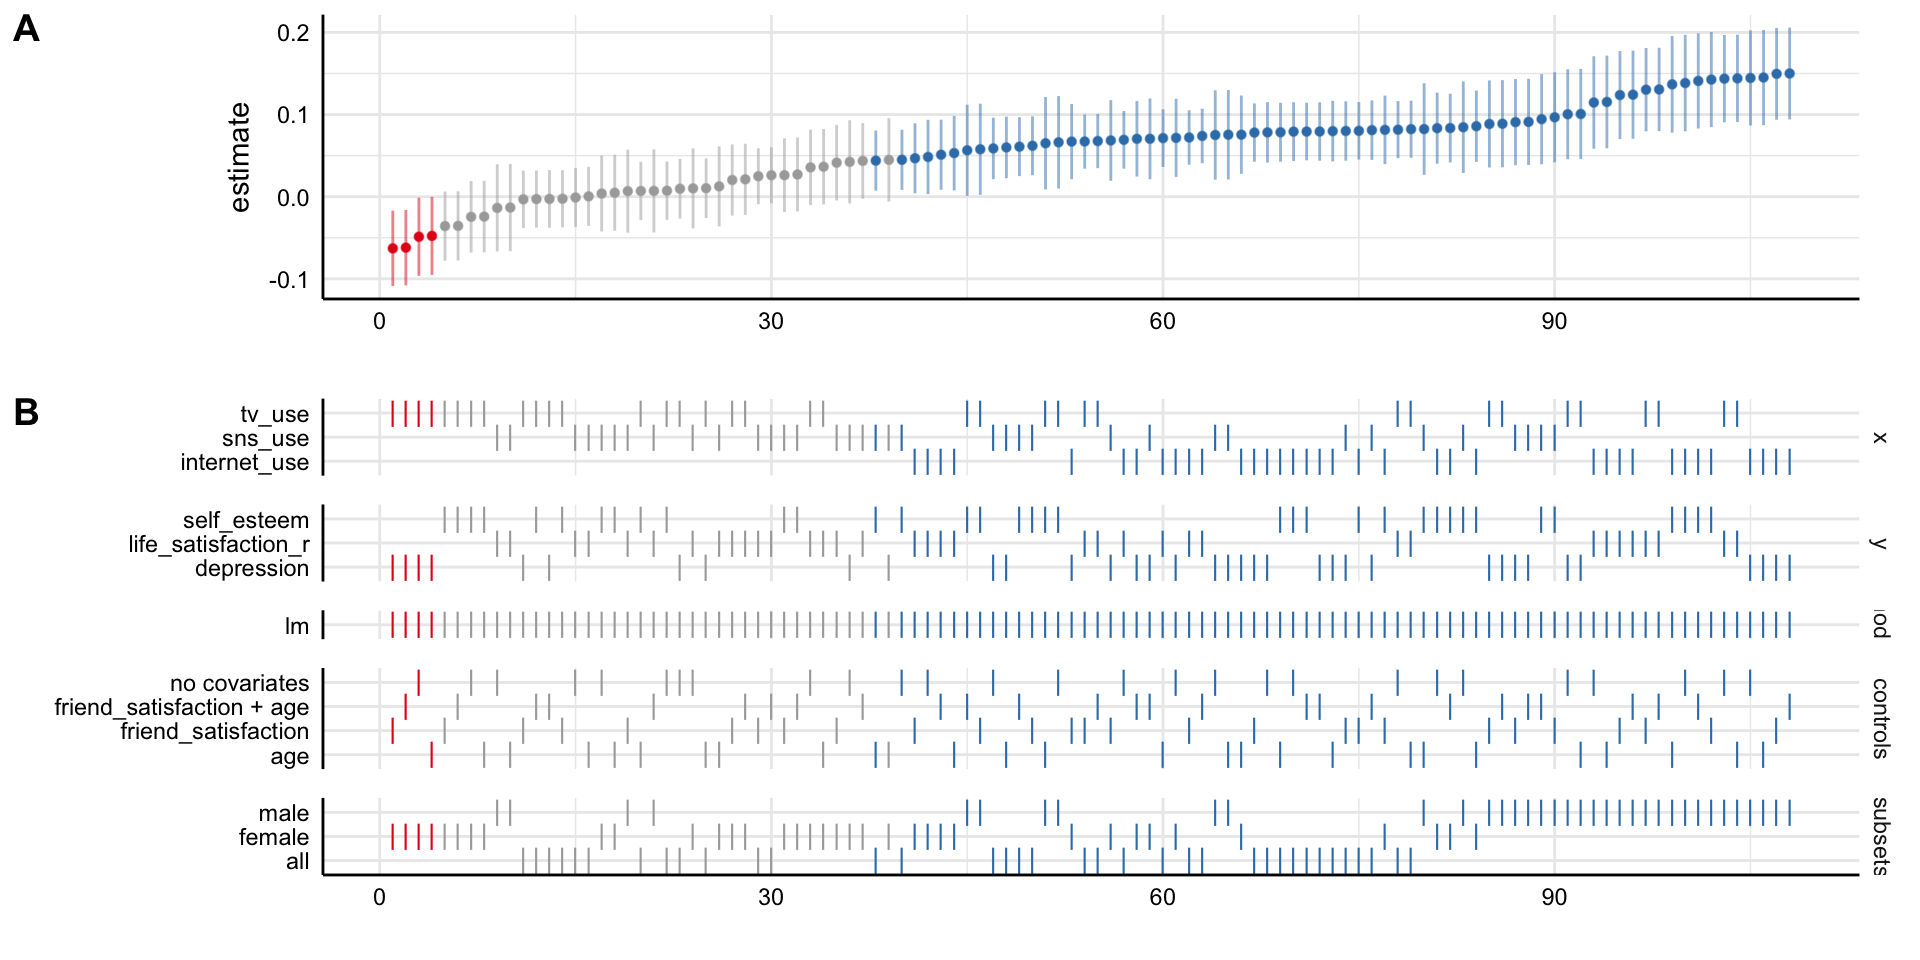 A
0.2
0.1
0.0
-0.1
estimate
0 30 60 90
B
tv_use
sns_use
internet_use
x
self_esteem
life_satisfaction_r
depression
y
lm
od
no covariates
friend_satisfaction + age
friend_satisfaction
age
controls
male
female
all
subsets
0 30 60 90